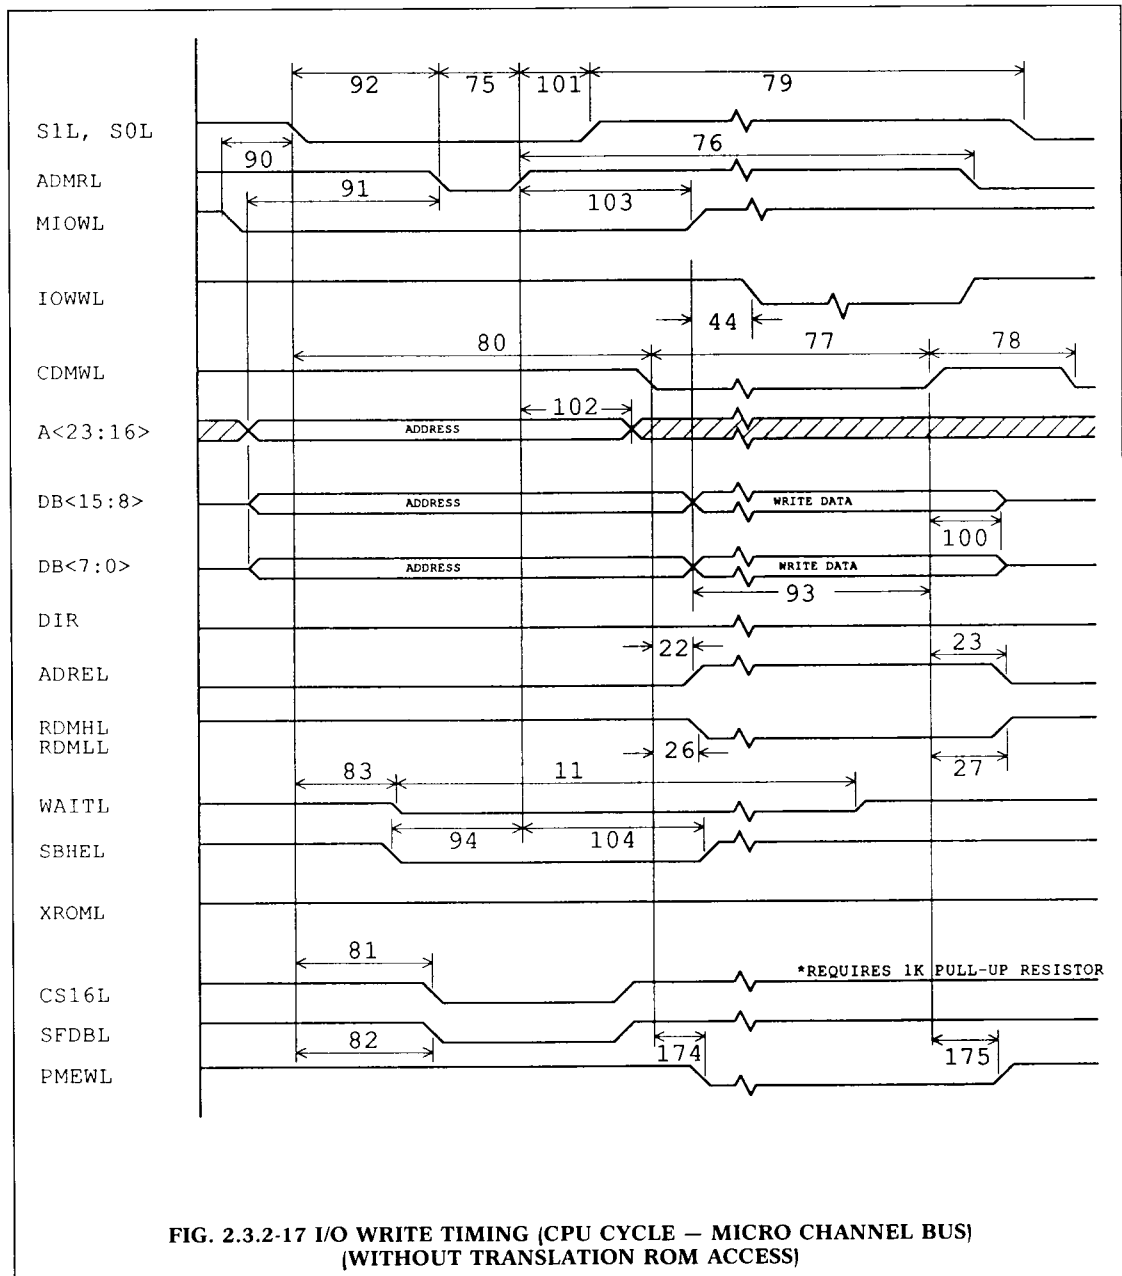 92 75 101 79
S1L, S0L
90 76
ADMRL
91 103
MIOWL
IOWWL
44
80 77 78
CDMWL
102
A<23:16> ADDRESS
DB<15:8> ADDRESS WRITE DATA
100
DB<7:0> ADDRESS WRITE DATA
93
DIR
22 23
ADREL
RDMHL
RDMLL
26 27
83 11
WAITL
94 104
SBHEL
XROML
81
*REQUIRES 1K PULL-UP RESISTOR
CS16L
SFDBL
82 174 175
PMEWL
FIG. 2.3.2-17 I/O WRITE TIMING (CPU CYCLE — MICRO CHANNEL BUS)
(WITHOUT TRANSLATION ROM ACCESS)